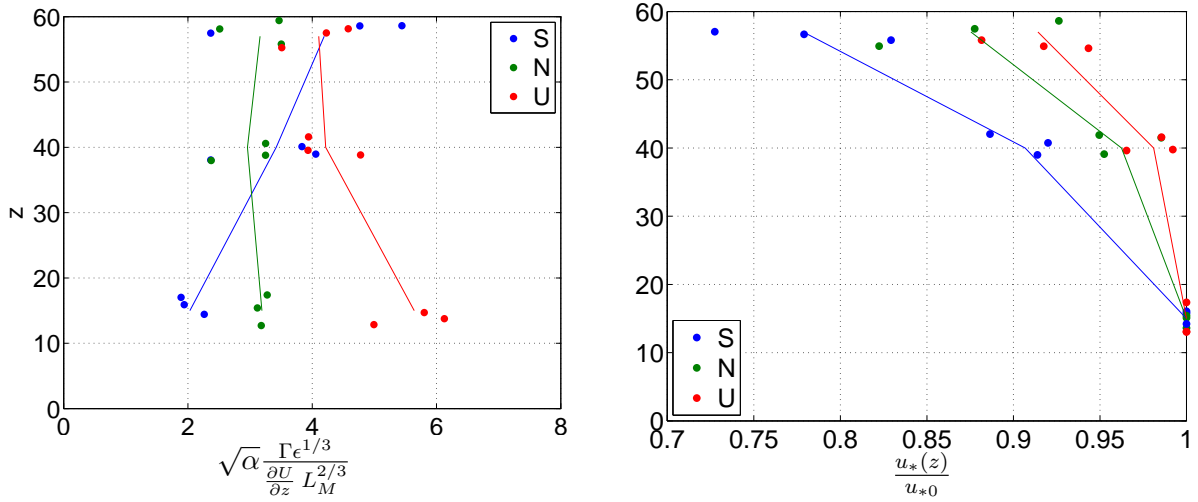 60
50
40
30
20
10
0
z
0 2 4 6 8
√α Γϵ^{1/3} / (∂U/∂z L_M^{2/3})
S
N
U
60
50
40
30
20
10
0
0.7 0.75 0.8 0.85 0.9 0.95 1
u_*(z) / u_{*0}
S
N
U